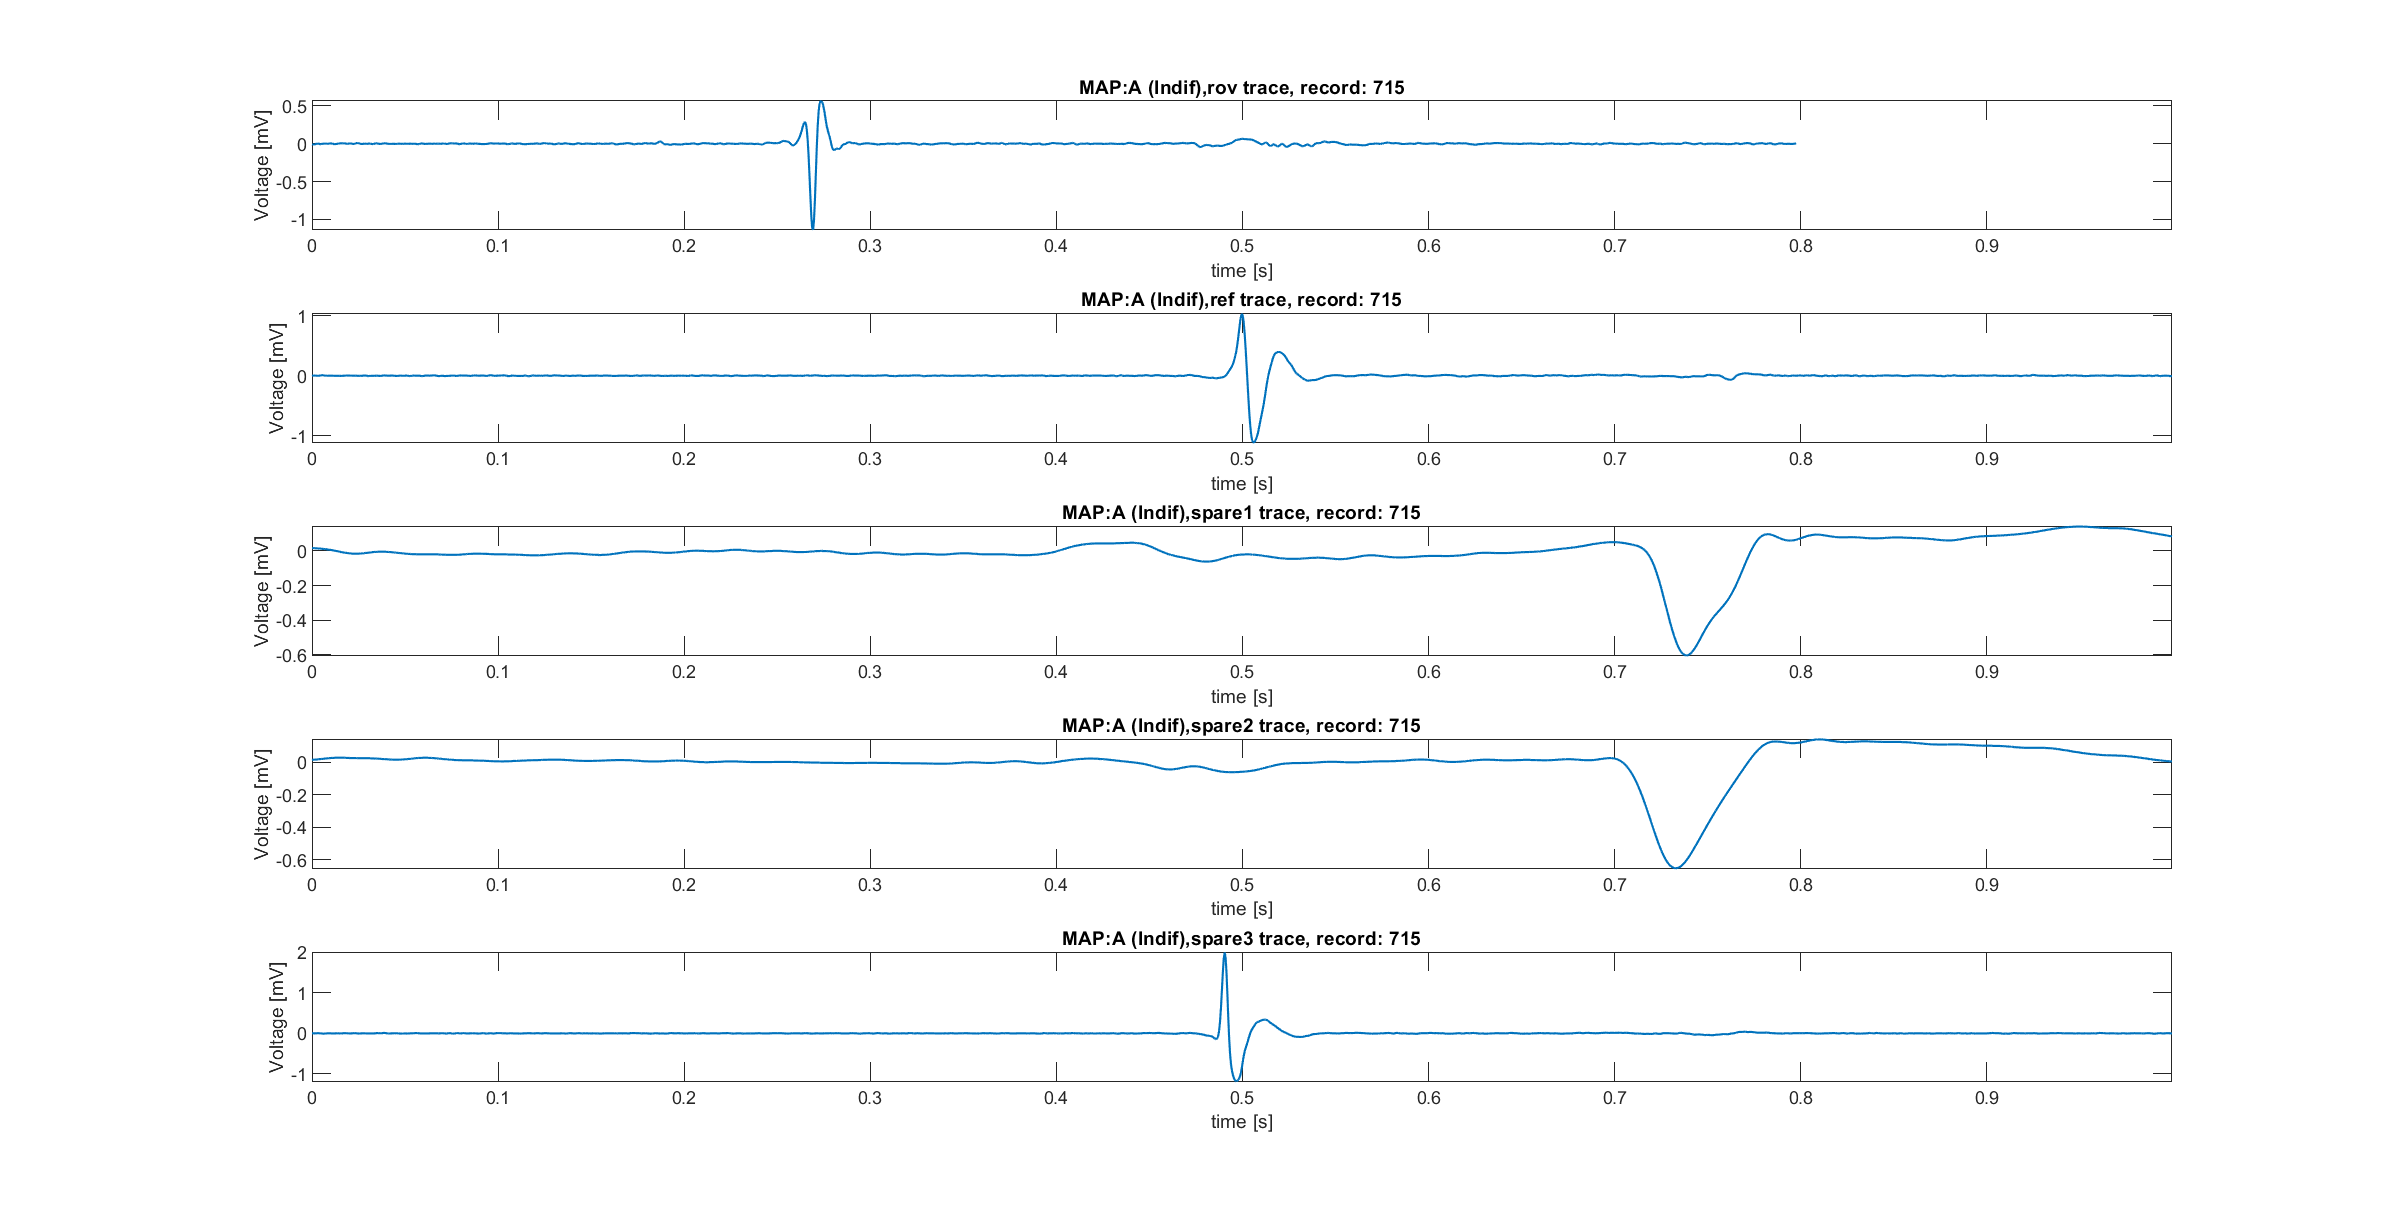 MAP:A (Indif),rov trace, record: 715
Voltage [mV]
0.5
0
-0.5
-1
0 0.1 0.2 0.3 0.4 0.5 0.6 0.7 0.8 0.9
time [s]
MAP:A (Indif),ref trace, record: 715
Voltage [mV]
1
0
-1
0 0.1 0.2 0.3 0.4 0.5 0.6 0.7 0.8 0.9
time [s]
MAP:A (Indif),spare1 trace, record: 715
Voltage [mV]
0
-0.2
-0.4
-0.6
0 0.1 0.2 0.3 0.4 0.5 0.6 0.7 0.8 0.9
time [s]
MAP:A (Indif),spare2 trace, record: 715
Voltage [mV]
0
-0.2
-0.4
-0.6
0 0.1 0.2 0.3 0.4 0.5 0.6 0.7 0.8 0.9
time [s]
MAP:A (Indif),spare3 trace, record: 715
Voltage [mV]
2
1
0
-1
0 0.1 0.2 0.3 0.4 0.5 0.6 0.7 0.8 0.9
time [s]